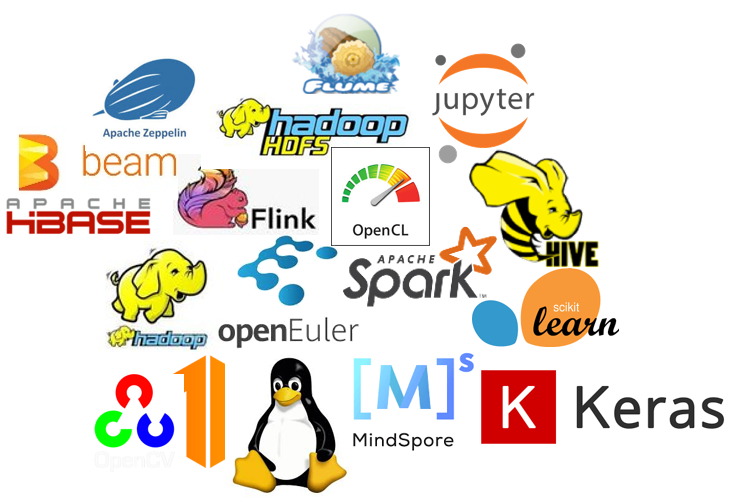 FLUME
jupyter
Apache Zeppelin
hadoop
HDFS
beam
APACHE
HBASE
Flink
OpenCL
HIVE
APACHE
Spark
TM
hadoop
openEuler
scikit
learn
OpenCV
[M]s
MindSpore
K Keras